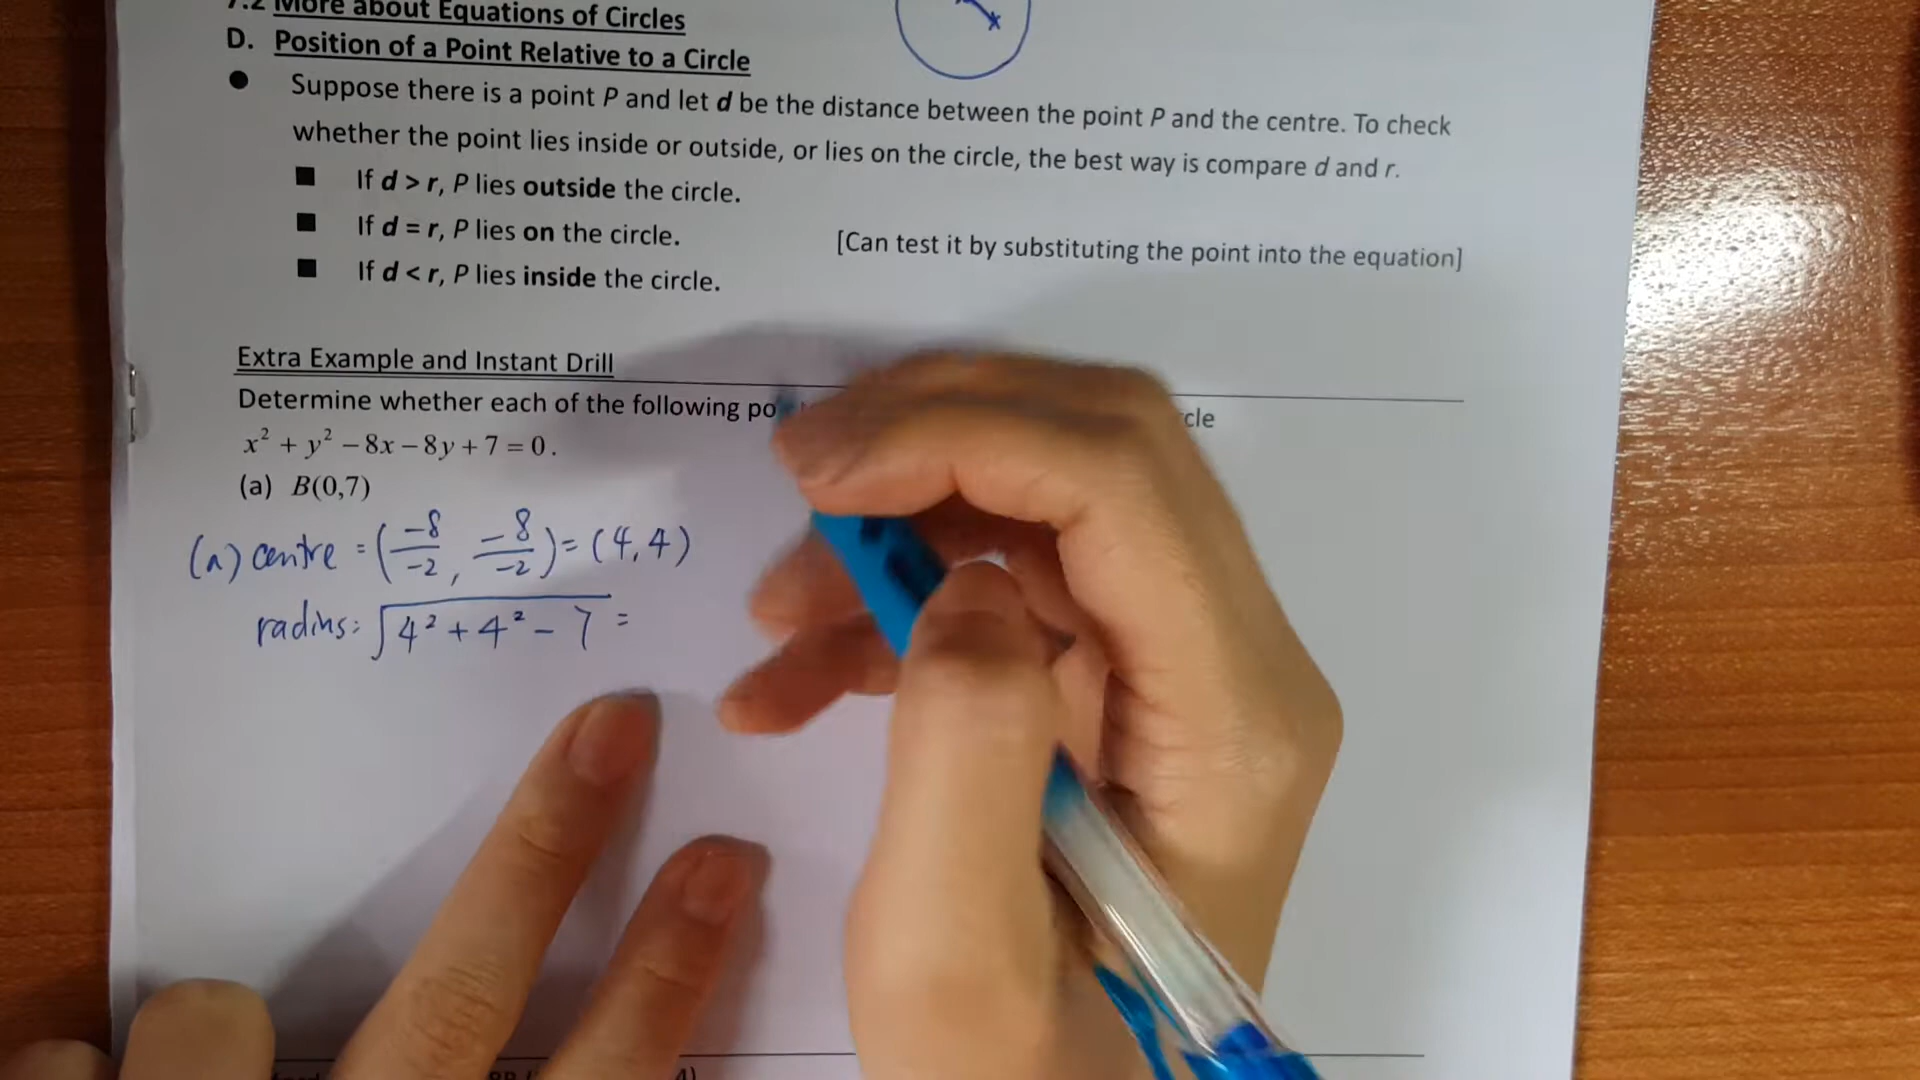 7.2 More about Equations of Circles
D. Position of a Point Relative to a Circle
● Suppose there is a point P and let d be the distance between the point P and the centre. To check
whether the point lies inside or outside, or lies on the circle, the best way is compare d and r.
■ If d > r, P lies outside the circle.
■ If d = r, P lies on the circle. [Can test it by substituting the point into the equation]
■ If d < r, P lies inside the circle.
Extra Example and Instant Drill
Determine whether each of the following
x² + y² − 8x − 8y + 7 = 0.
(a) B(0,7)
(a) centre = (-8/-2, -8/-2) = (4,4)
radius: √(4² + 4² − 7) =